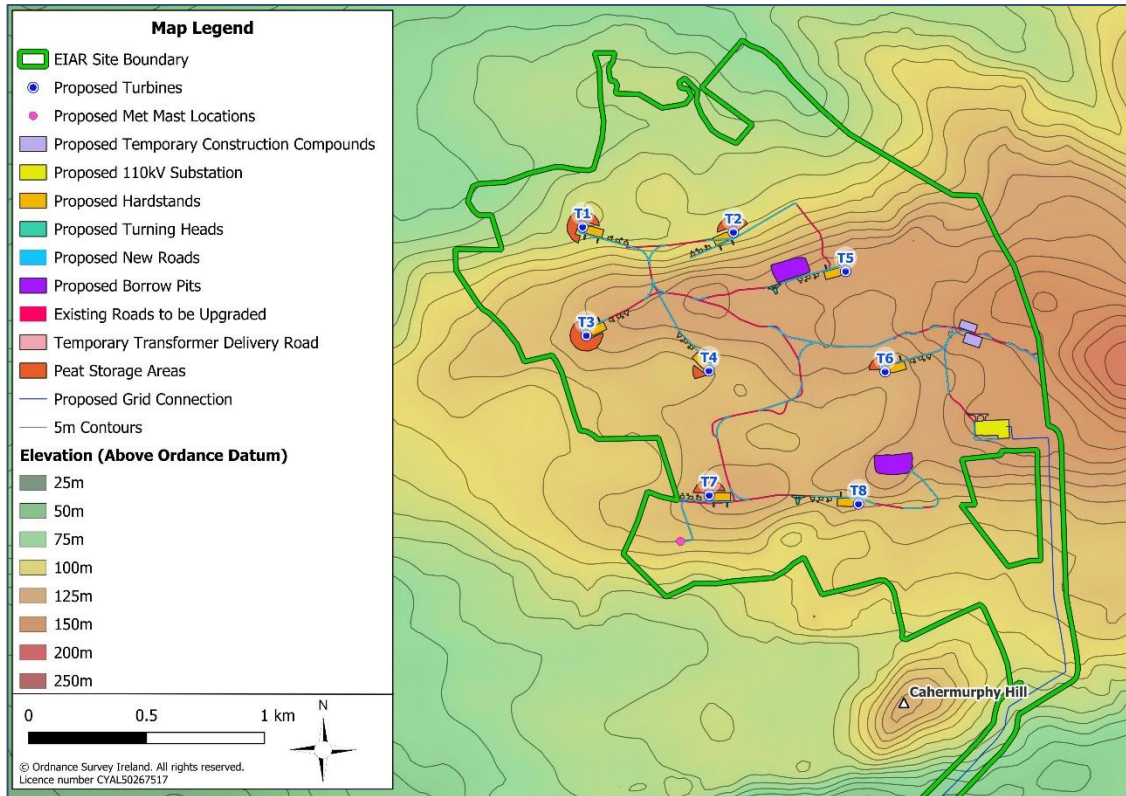 Map Legend
EIAR Site Boundary
Proposed Turbines
Proposed Met Mast Locations
Proposed Temporary Construction Compounds
Proposed 110kV Substation
Proposed Hardstands
Proposed Turning Heads
Proposed New Roads
Proposed Borrow Pits
Existing Roads to be Upgraded
Temporary Transformer Delivery Road
Peat Storage Areas
Proposed Grid Connection
5m Contours
Elevation (Above Ordance Datum)
25m
50m
75m
100m
125m
150m
200m
250m
0 0.5 1 km
N
© Ordnance Survey Ireland. All rights reserved.
Licence number CYAL50267517
T1
T2
T5
T3
T4
T6
T7
T8
Cahermurphy Hill